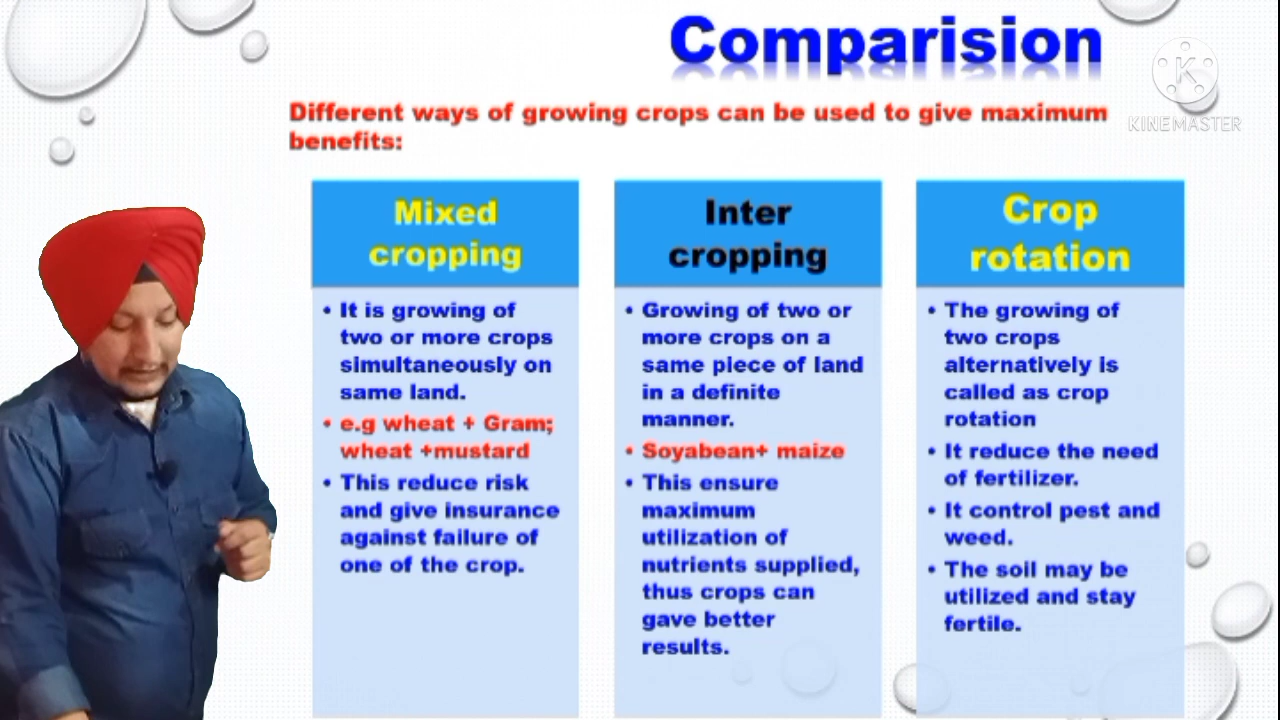 Comparision
KINEMASTER
Different ways of growing crops can be used to give maximum
benefits:
Mixed
cropping
• It is growing of
two or more crops
simultaneously on
same land.
• e.g wheat + Gram;
wheat +mustard
• This reduce risk
and give insurance
against failure of
one of the crop.
Inter
cropping
• Growing of two or
more crops on a
same piece of land
in a definite
manner.
• Soyabean+ maize
• This ensure
maximum
utilization of
nutrients supplied,
thus crops can
gave better
results.
Crop
rotation
• The growing of
two crops
alternatively is
called as crop
rotation
• It reduce the need
of fertilizer.
• It control pest and
weed.
• The soil may be
utilized and stay
fertile.